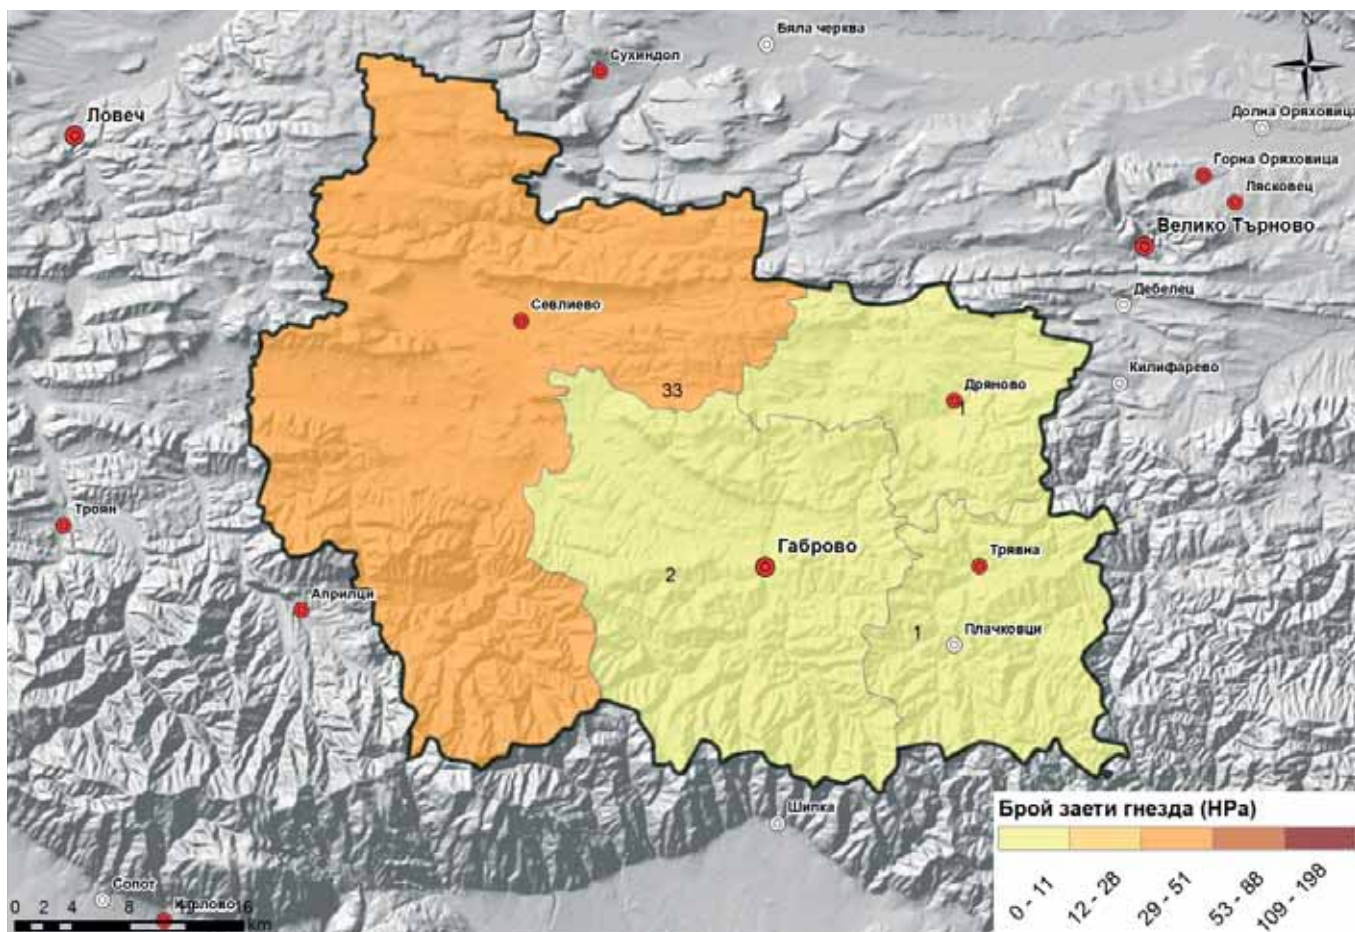 N
Бяла черква
Сухиндол
Ловеч
Долна Оряховица
Горна Оряховица
Лясковец
Велико Търново
Дебелец
Севлиево
Килифарево
Дряново
33
1
Троян
Габрово
Трявна
2
Априлци
1
Плачковци
Шипка
Брой заети гнезда (HPa)
0 - 11
12 - 28
29 - 51
53 - 88
109 - 198
Сопот
Карлово
0 2 4 8 12 16
km